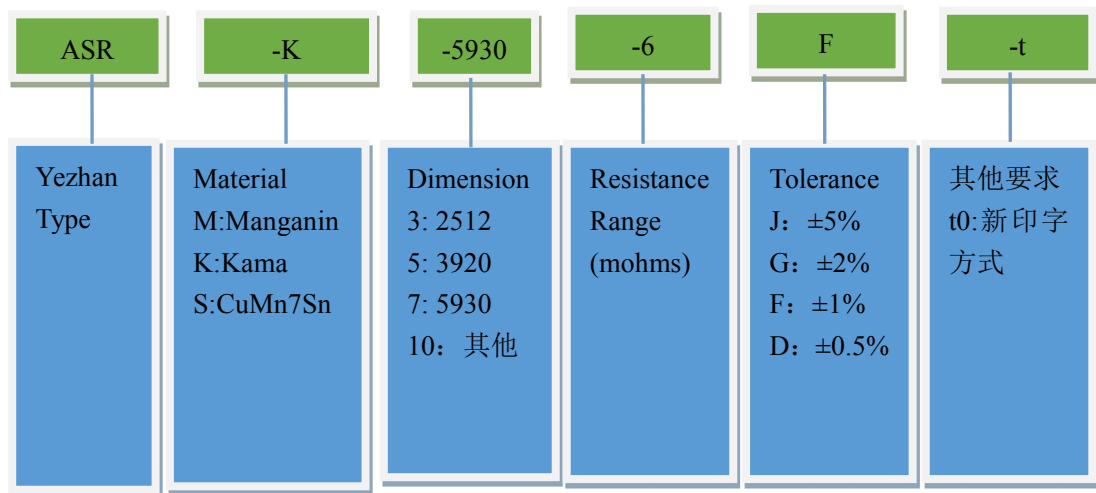 ASR
-K
-5930
-6
F
-t
Yezhan
Type
Material
M:Manganin
K:Kama
S:CuMn7Sn
Dimension
3: 2512
5: 3920
7: 5930
10：其他
Resistance
Range
(mohms)
Tolerance
J：±5%
G：±2%
F：±1%
D：±0.5%
其他要求
t0:新印字
方式